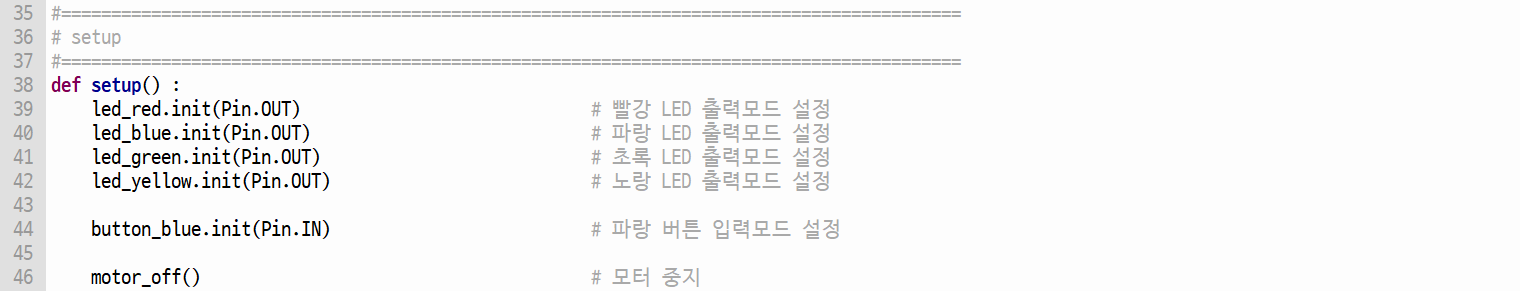 35 #==========================================================================================
36 # setup
37 #==========================================================================================
38 def setup() :
39     led_red.init(Pin.OUT)                             # 빨강 LED 출력모드 설정
40     led_blue.init(Pin.OUT)                            # 파랑 LED 출력모드 설정
41     led_green.init(Pin.OUT)                           # 초록 LED 출력모드 설정
42     led_yellow.init(Pin.OUT)                          # 노랑 LED 출력모드 설정
43
44     button_blue.init(Pin.IN)                          # 파랑 버튼 입력모드 설정
45
46     motor_off()                                       # 모터 중지